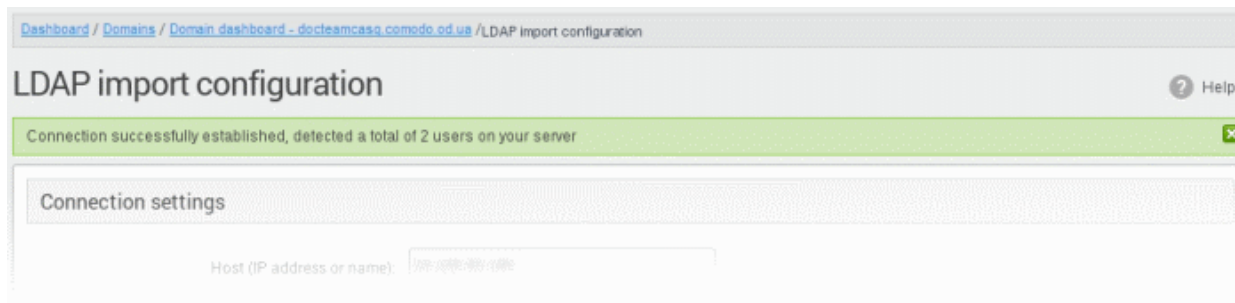 Dashboard / Domains / Domain dashboard - docteamcasg.comodo.od.ua /LDAP import configuration
LDAP import configuration
Help
Connection successfully established, detected a total of 2 users on your server
Connection settings
Host (IP address or name):